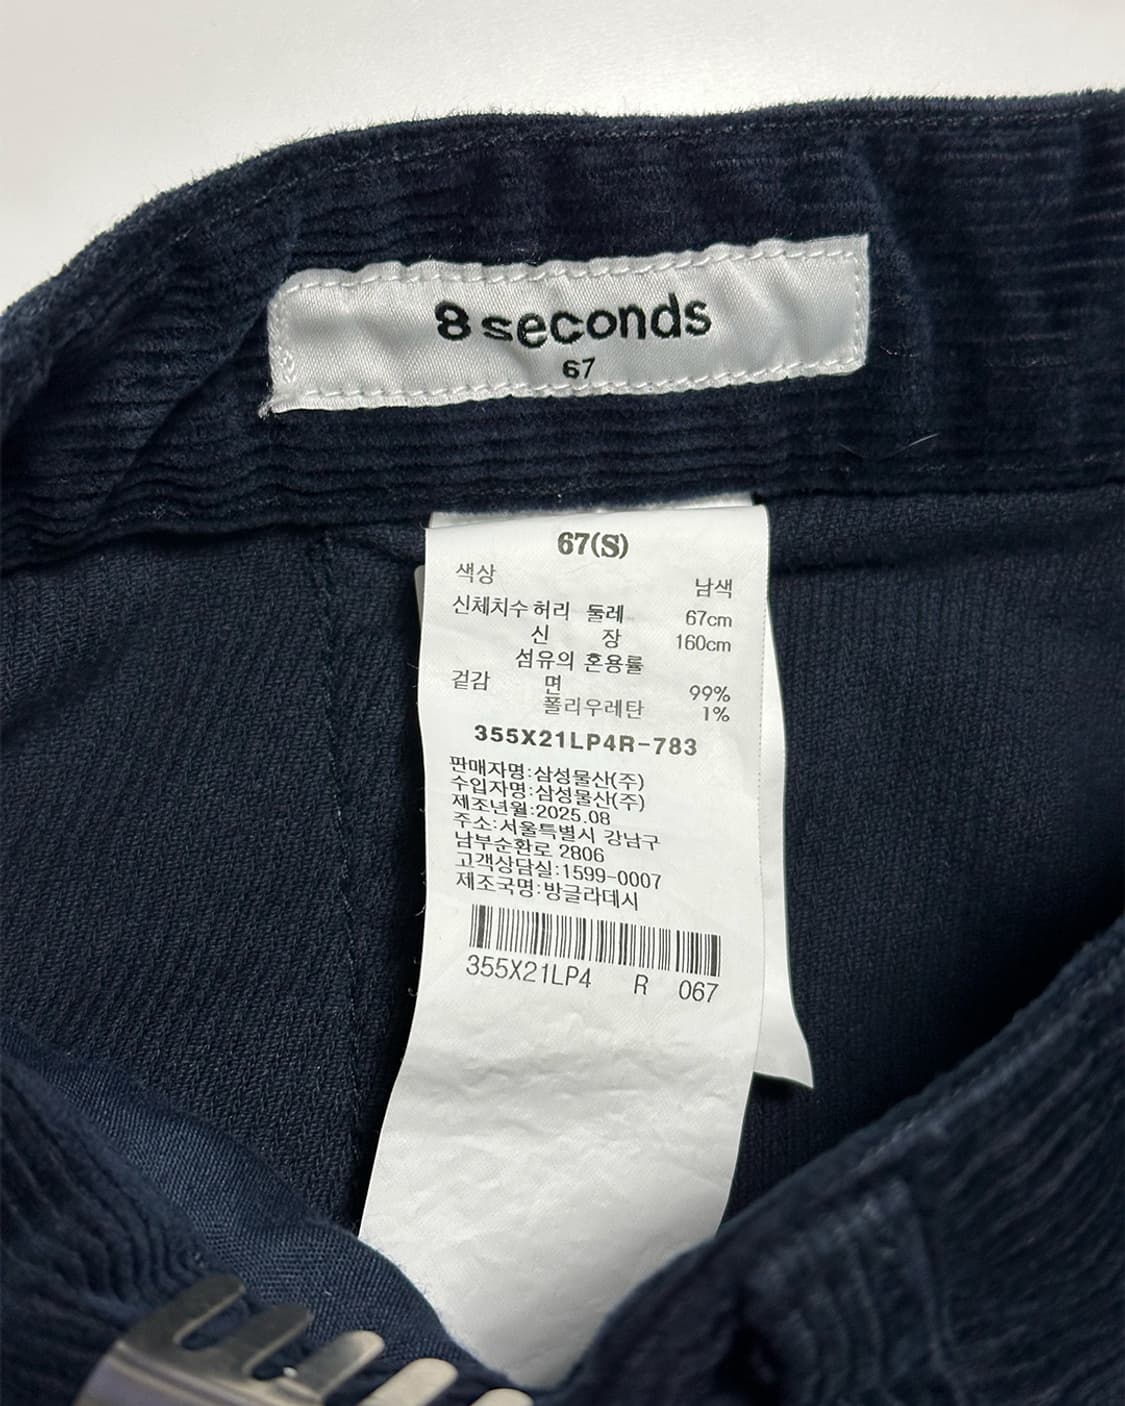 8 seconds
67
67(S)
색상 남색
신체치수 허리 둘레 67cm
신 장 160cm
섬유의 혼용률
겉감 면 99%
폴리우레탄 1%
355X21LP4R-783
판매자명:삼성물산(주)
수입자명:삼성물산(주)
제조년월:2025.08
주소:서울특별시 강남구
남부순환로 2806
고객상담실:1599-0007
제조국명:방글라데시
355X21LP4 R 067